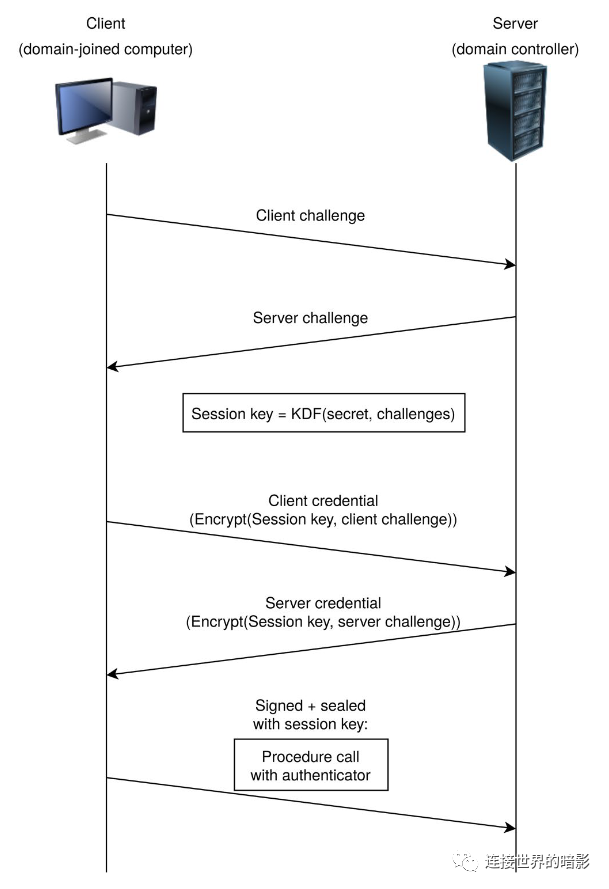 Client
(domain-joined computer)
Server
(domain controller)
Client challenge
Server challenge
Session key = KDF(secret, challenges)
Client credential
(Encrypt(Session key, client challenge))
Server credential
(Encrypt(Session key, server challenge))
Signed + sealed
with session key:
Procedure call
with authenticator
连接世界的暗影